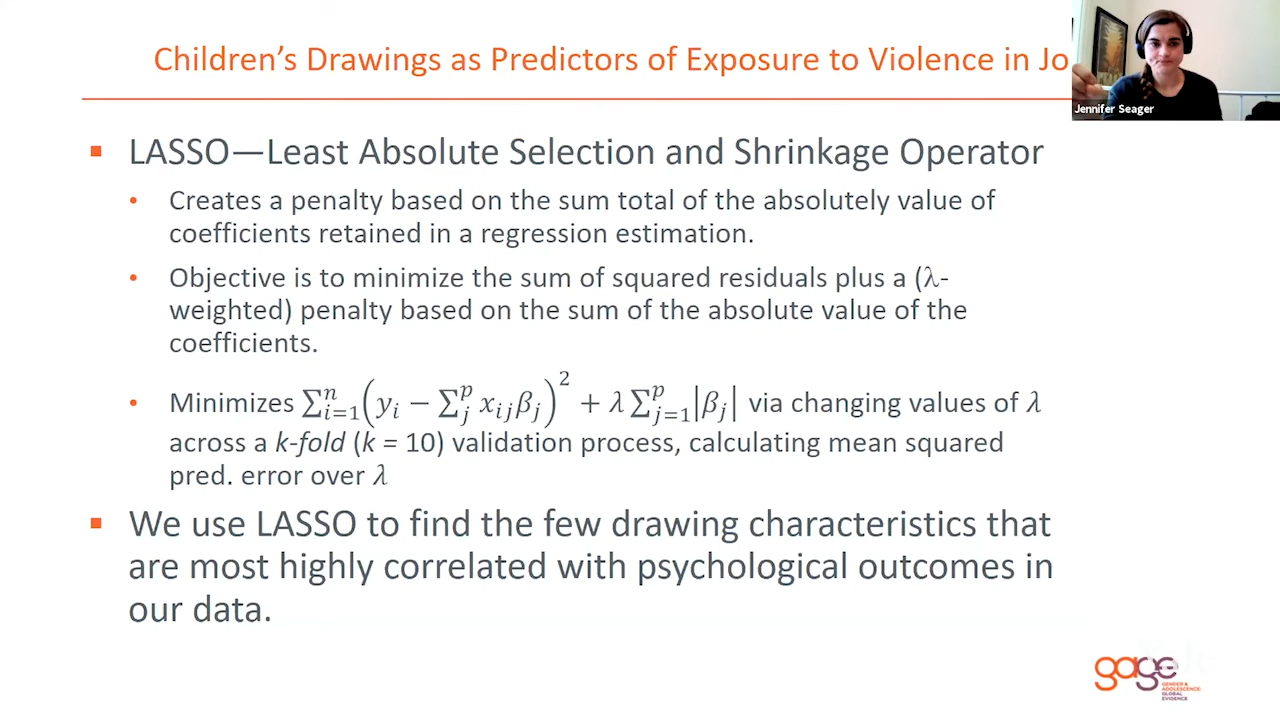 Children's Drawings as Predictors of Exposure to Violence in Jo
Jennifer Seager
LASSO—Least Absolute Selection and Shrinkage Operator
Creates a penalty based on the sum total of the absolutely value of
coefficients retained in a regression estimation.
Objective is to minimize the sum of squared residuals plus a (λ-
weighted) penalty based on the sum of the absolute value of the
coefficients.
Minimizes ∑ⁿᵢ₌₁(yᵢ − ∑ᵖⱼ xᵢⱼβⱼ)² + λ∑ᵖⱼ₌₁|βⱼ| via changing values of λ
across a k-fold (k = 10) validation process, calculating mean squared
pred. error over λ
We use LASSO to find the few drawing characteristics that
are most highly correlated with psychological outcomes in
our data.
gage
GENDER &
ADOLESCENCE:
GLOBAL
EVIDENCE